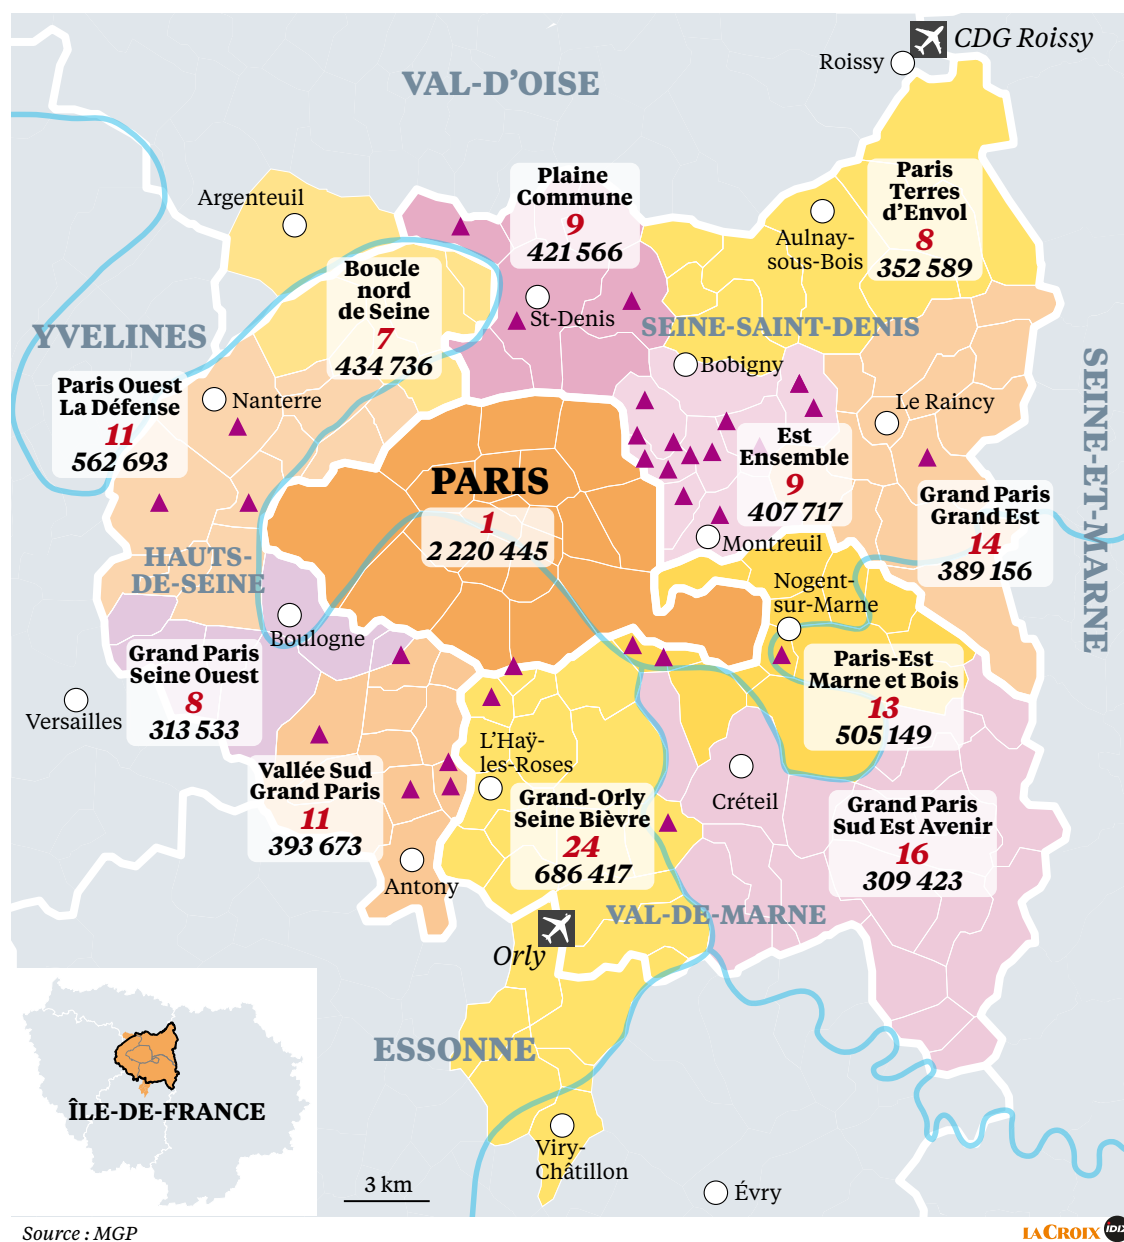 CDG Roissy
Roissy
VAL-D'OISE
Argenteuil
Plaine
Commune
9
421 566
Paris
Terres
d'Envol
8
352 589
Aulnay-
sous-Bois
Boucle
nord
de Seine
7
434 736
St-Denis
SEINE-SAINT-DENIS
YVELINES
Bobigny
Paris Ouest
La Défense
11
562 693
Nanterre
Le Raincy
SEINE-ET-MARNE
Est
Ensemble
9
407 717
PARIS
1
2 220 445
Grand Paris
Grand Est
14
389 156
Montreuil
HAUTS-
DE-SEINE
Nogent-
sur-Marne
Boulogne
Grand Paris
Seine Ouest
8
313 533
Paris-Est
Marne et Bois
13
505 149
Versailles
L'Haÿ-
les-Roses
Vallée Sud
Grand Paris
11
393 673
Grand-Orly
Seine Bièvre
24
686 417
Créteil
Grand Paris
Sud Est Avenir
16
309 423
Antony
VAL-DE-MARNE
Orly
ESSONNE
ÎLE-DE-FRANCE
Viry-
Châtillon
3 km
Évry
Source : MGP
LA CROIX
iDIX